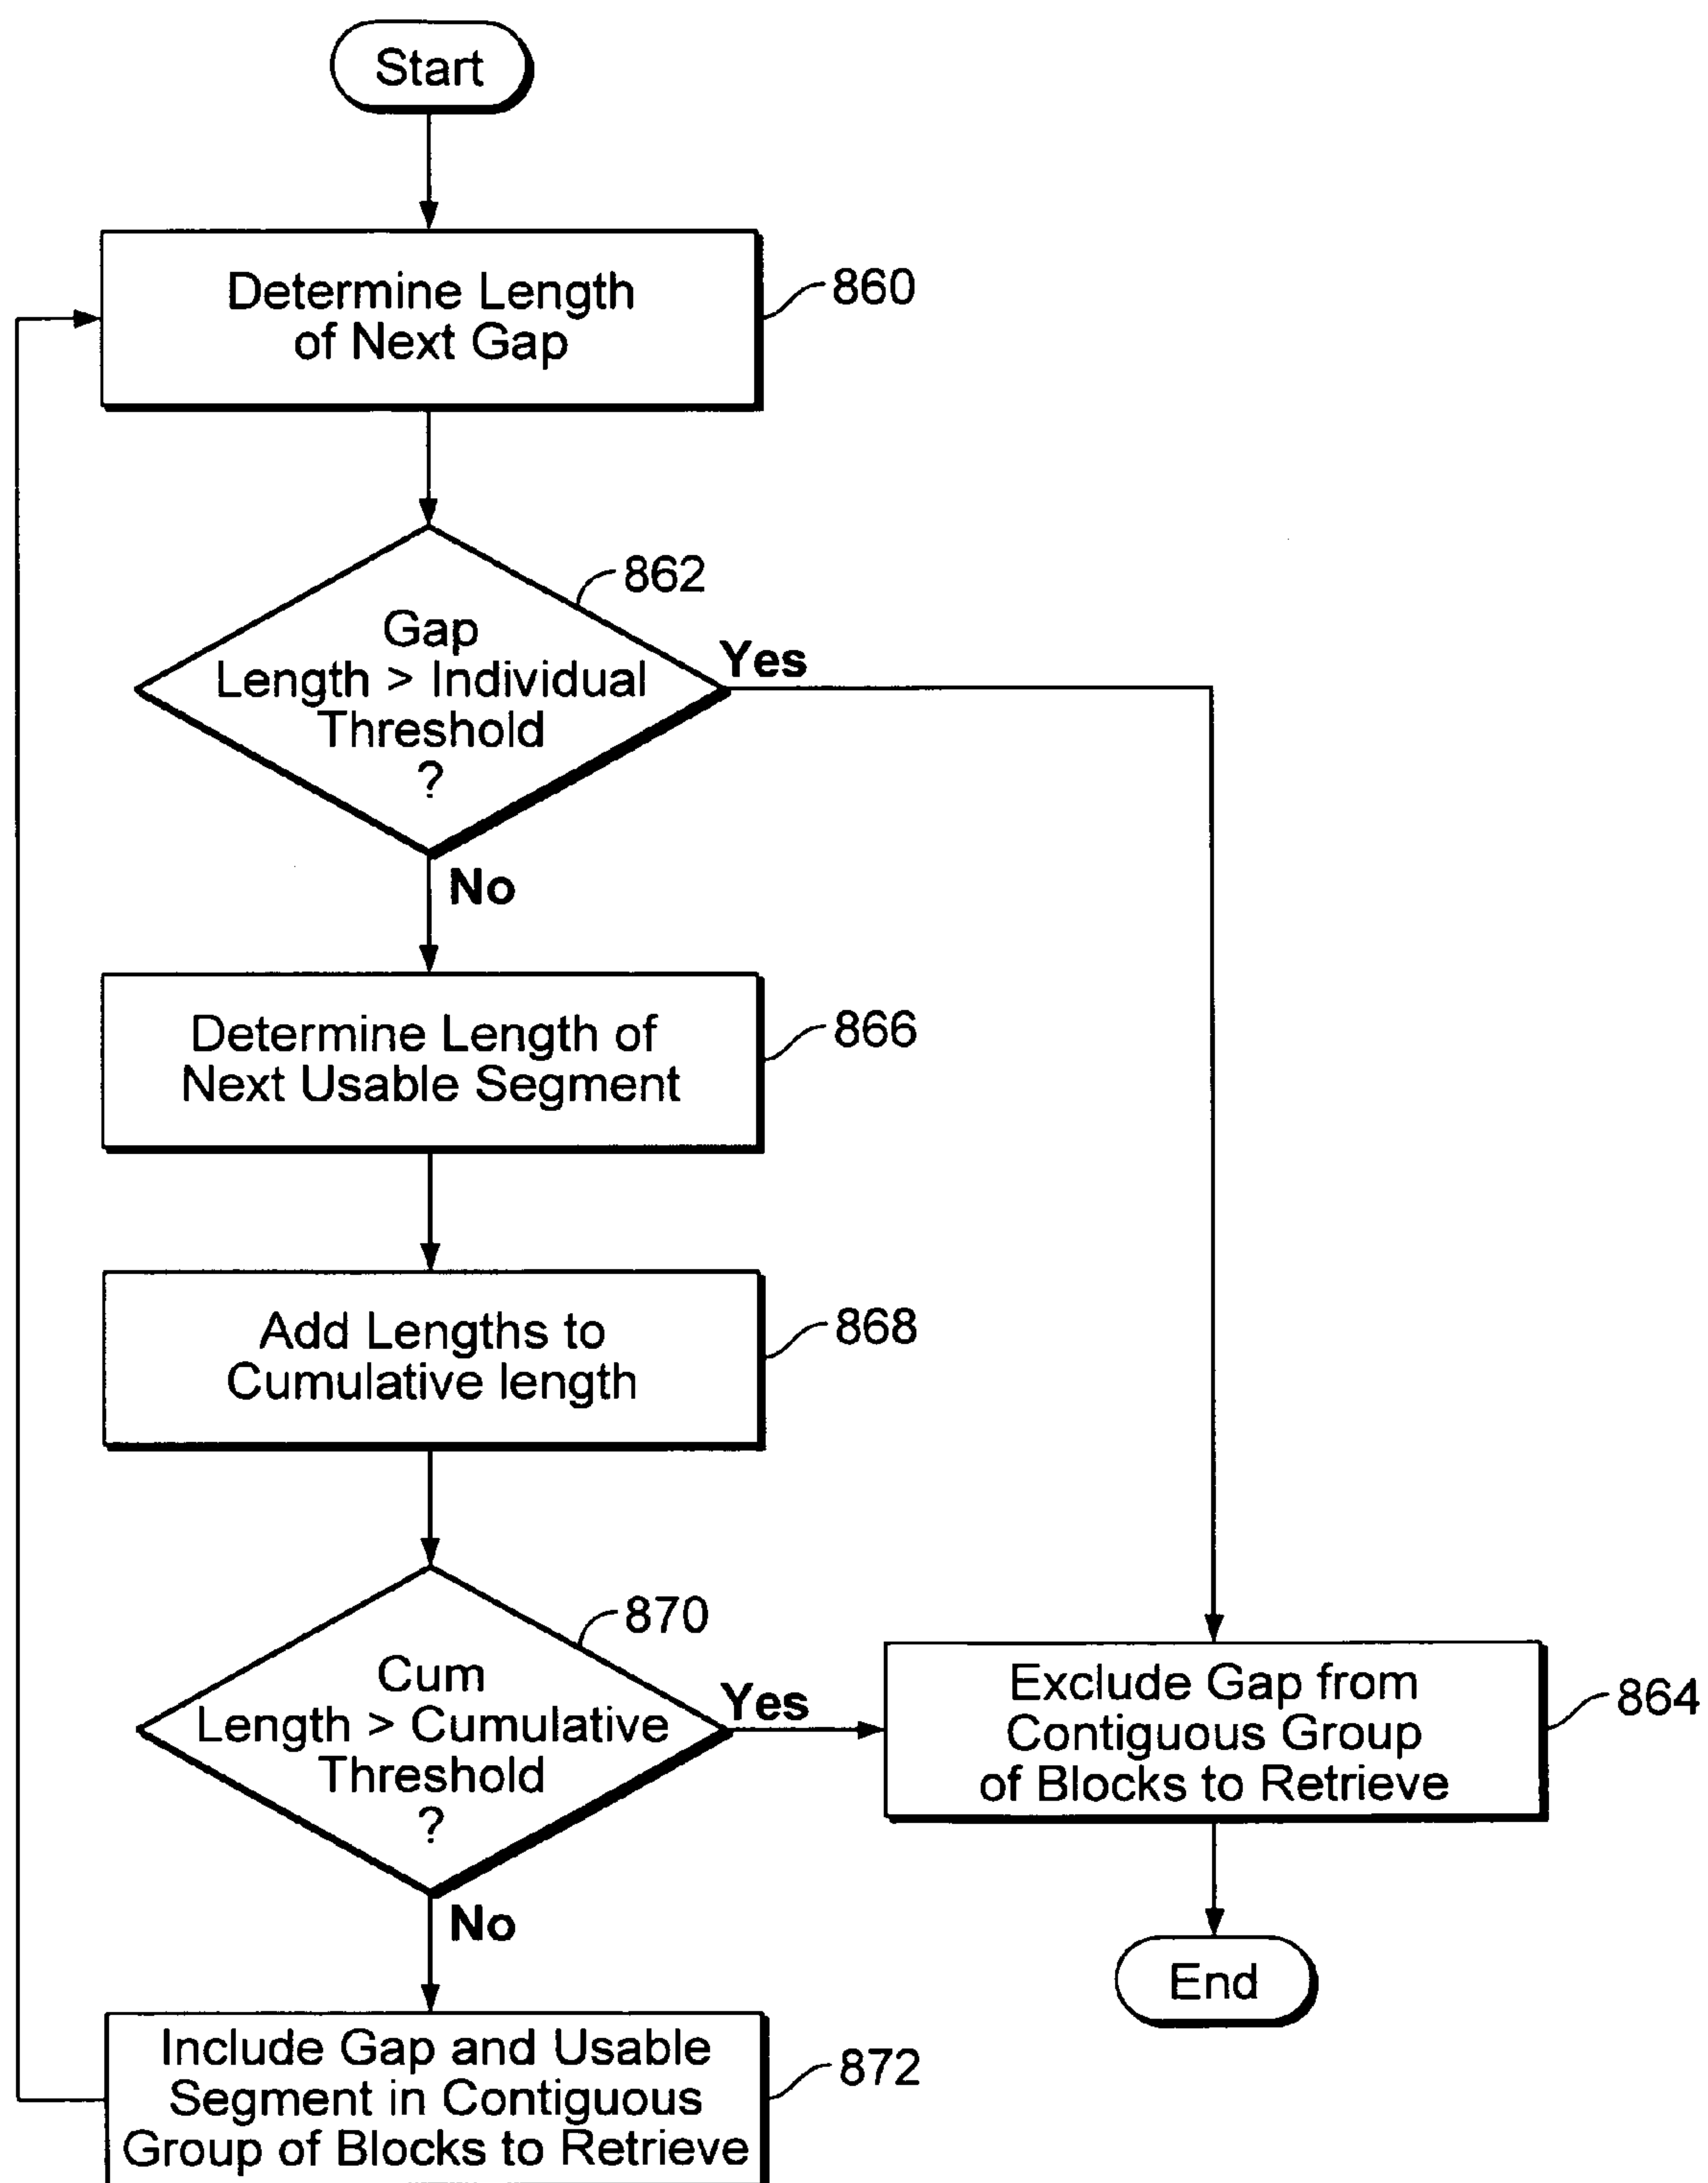 Start
Determine Length
of Next Gap
860
862
Gap
Length > Individual
Threshold
?
Yes
No
Determine Length of
Next Usable Segment
866
Add Lengths to
Cumulative length
868
870
Cum
Length > Cumulative
Threshold
?
Yes
Exclude Gap from
Contiguous Group
of Blocks to Retrieve
864
No
End
Include Gap and Usable
Segment in Contiguous
Group of Blocks to Retrieve
872